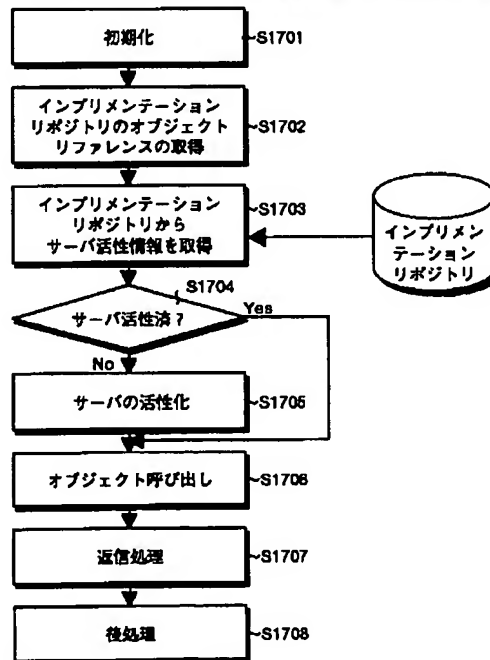 初期化
S1701
インプリメンテーション
リポジトリのオブジェクト
リファレンスの取得
S1702
インプリメンテーション
リポジトリから
サーバ活性情報を取得
S1703
インプリメン
テーション
リポジトリ
S1704
サーバ活性済?
Yes
No
サーバの活性化
S1705
オブジェクト呼び出し
S1706
返信処理
S1707
後処理
S1708